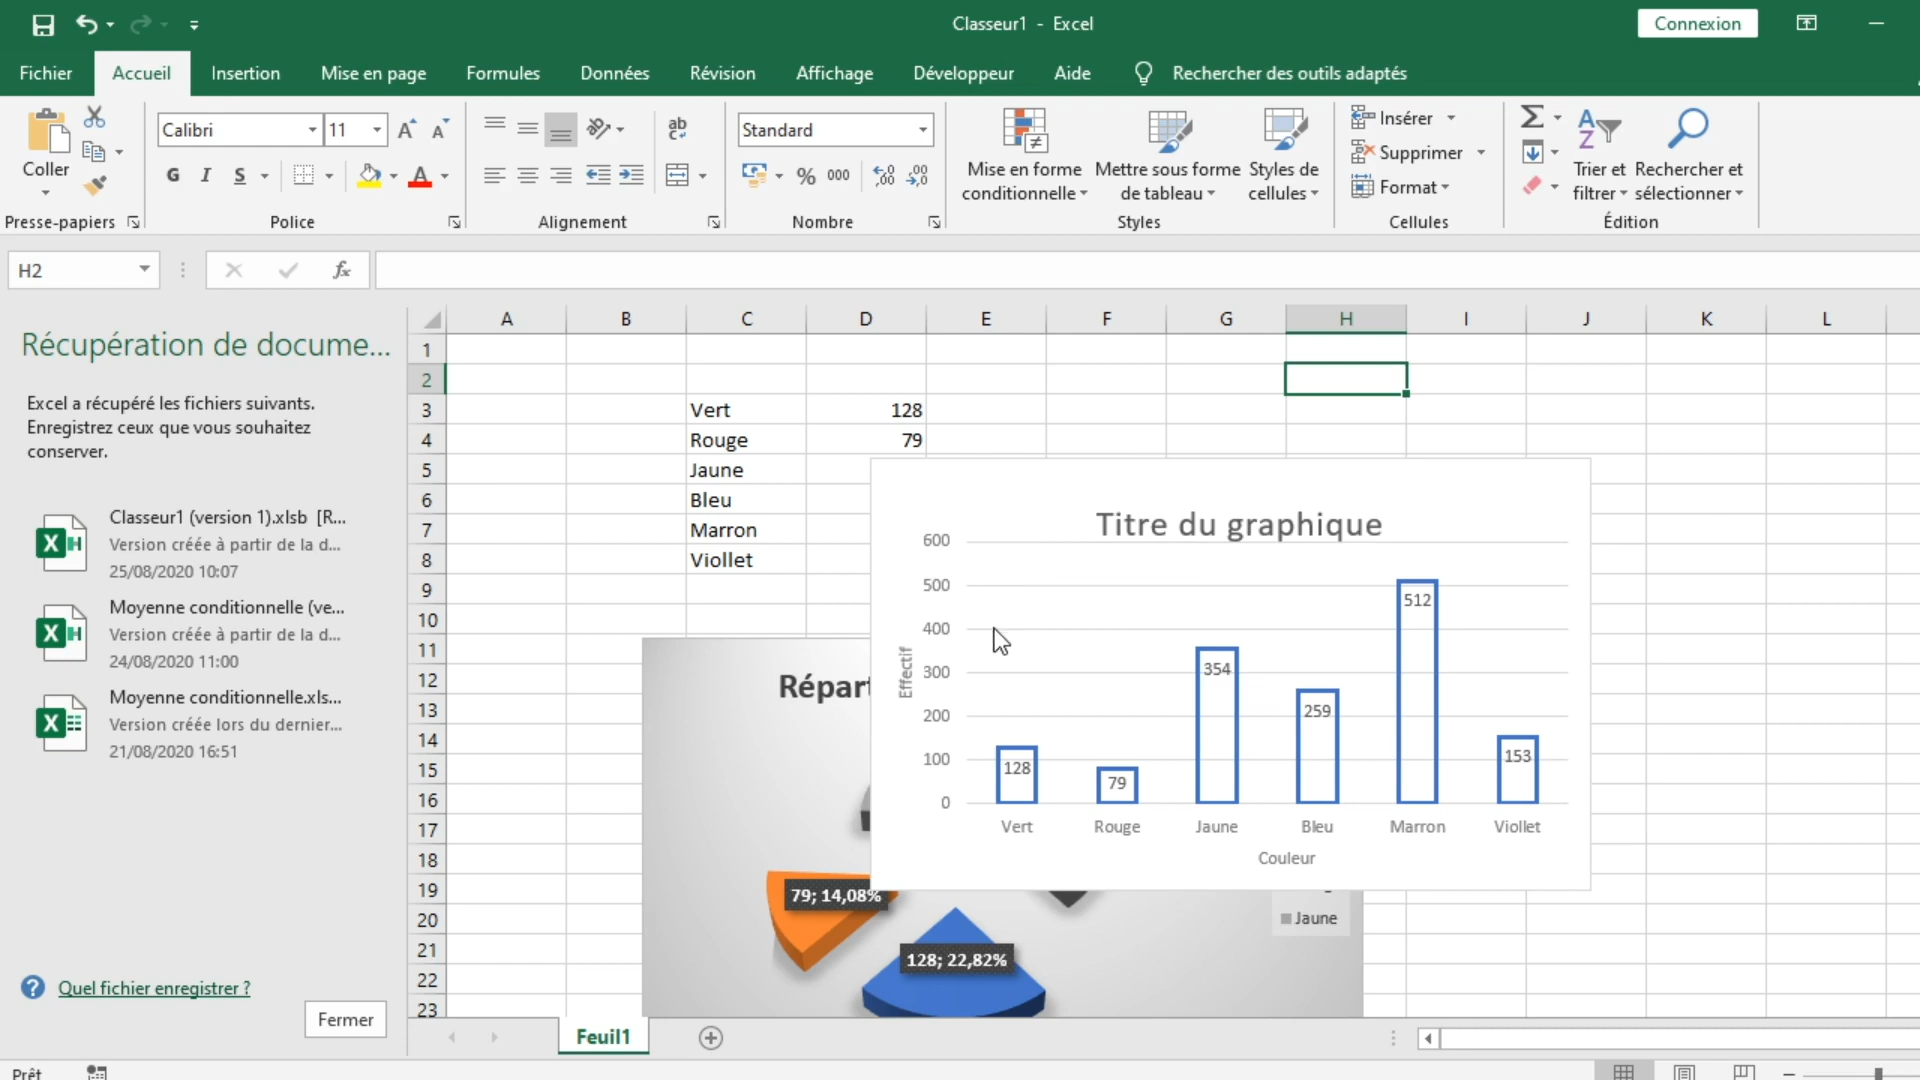 Classeur1 - Excel
Connexion
Fichier Accueil Insertion Mise en page Formules Données Révision Affichage Développeur Aide Rechercher des outils adaptés
Coller
Presse-papiers
Calibri 11
G I S
Police
ab
Alignement
Standard
% 000
Nombre
Mise en forme conditionnelle
Mettre sous forme de tableau
Styles de cellules
Styles
Insérer
Supprimer
Format
Cellules
Trier et filtrer
Rechercher et sélectionner
Édition
H2
fx
Récupération de docume...
Excel a récupéré les fichiers suivants.
Enregistrez ceux que vous souhaitez
conserver.
Classeur1 (version 1).xlsb [R...
Version créée à partir de la d...
25/08/2020 10:07
Moyenne conditionnelle (ve...
Version créée à partir de la d...
24/08/2020 11:00
Moyenne conditionnelle.xls...
Version créée lors du dernier...
21/08/2020 16:51
Quel fichier enregistrer ?
Fermer
A B C D E F G H I J K L
1
2
3 Vert 128
4 Rouge 79
5 Jaune
6 Bleu
7 Marron
8 Viollet
9
10
11
12
13
14
15
16
17
18
19
20
21
22
23
Titre du graphique
600
500
400
300
200
100
0
Effectif
128 79 354 259 512 153
Vert Rouge Jaune Bleu Marron Viollet
Couleur
79; 14,08%
128; 22,82%
Jaune
Feuil1
Prêt